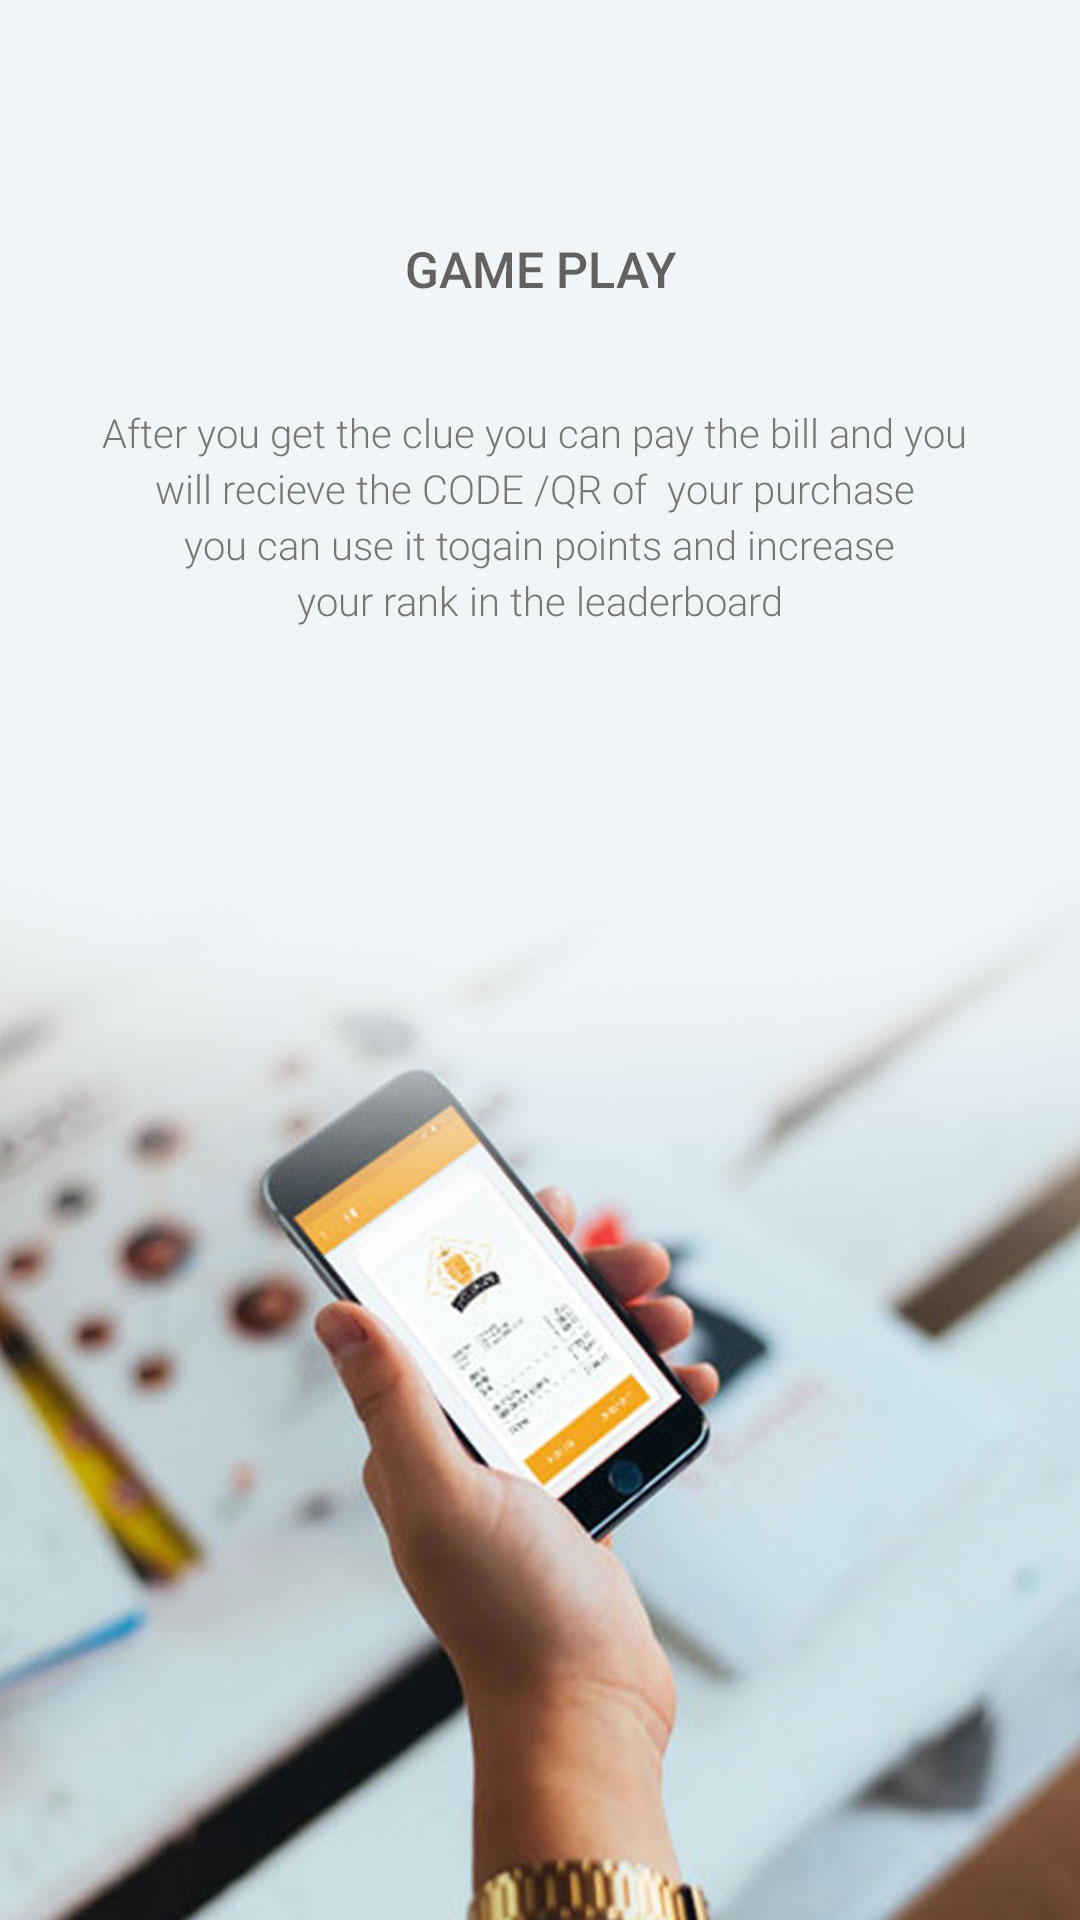 GAME PLAY
After you get the clue you can pay the bill and you
will recieve the CODE /QR of  your purchase
you can use it togain points and increase
your rank in the leaderboard